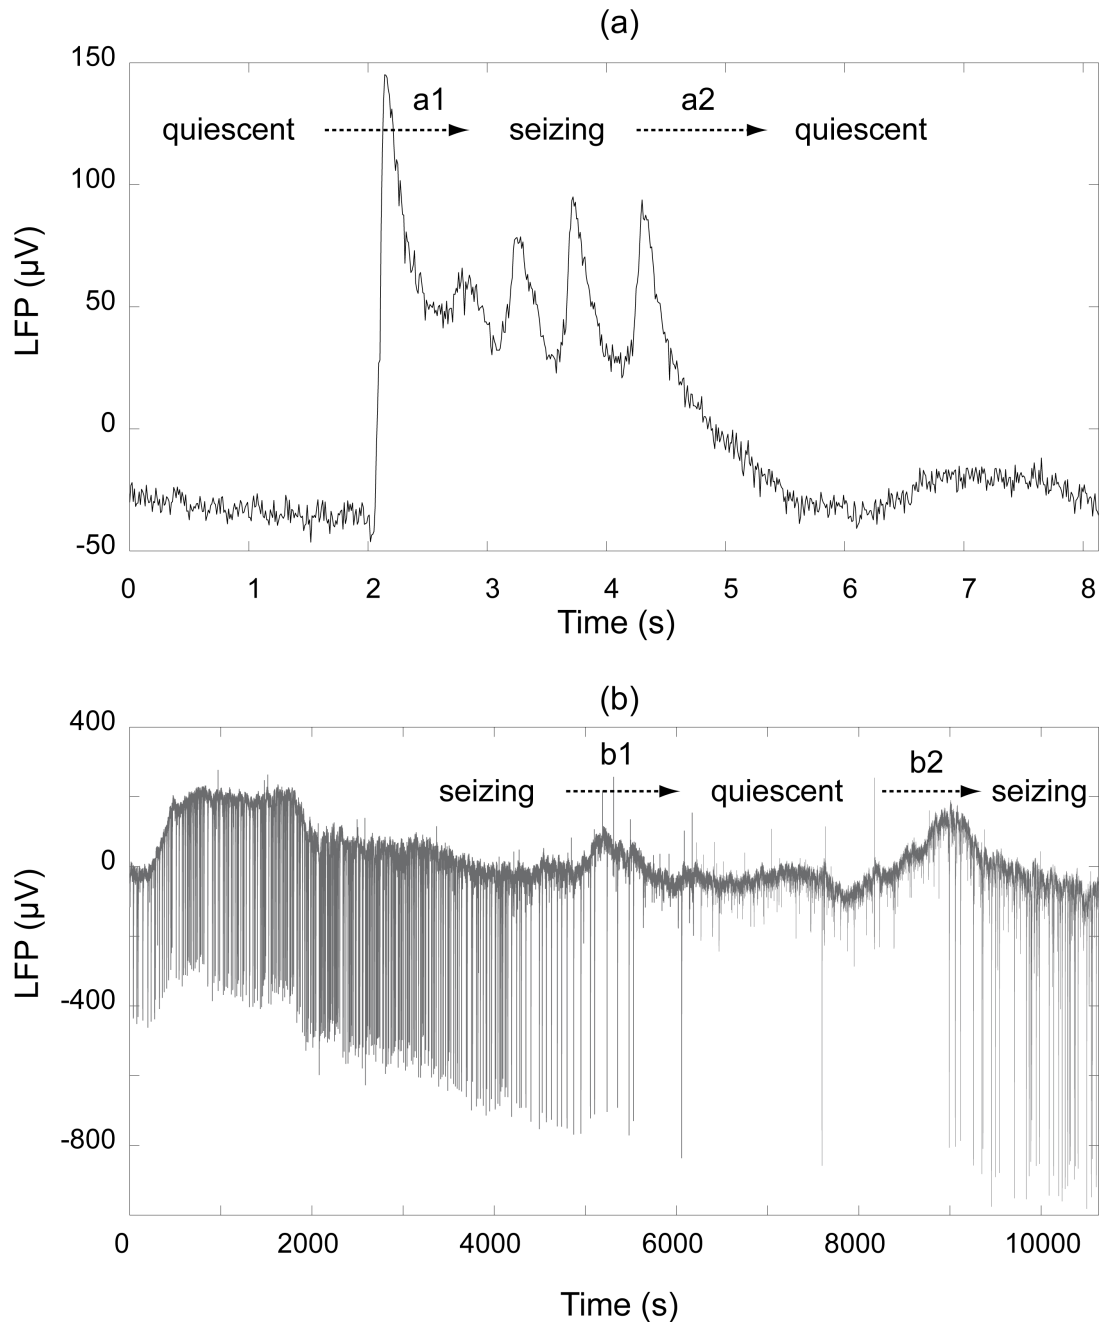 (a)
150
a1
a2
quiescent
seizing
quiescent
100
LFP (µV)
50
0
-50
0 1 2 3 4 5 6 7 8
Time (s)
(b)
400
b1
b2
seizing
quiescent
seizing
0
LFP (µV)
-400
-800
0 2000 4000 6000 8000 10000
Time (s)